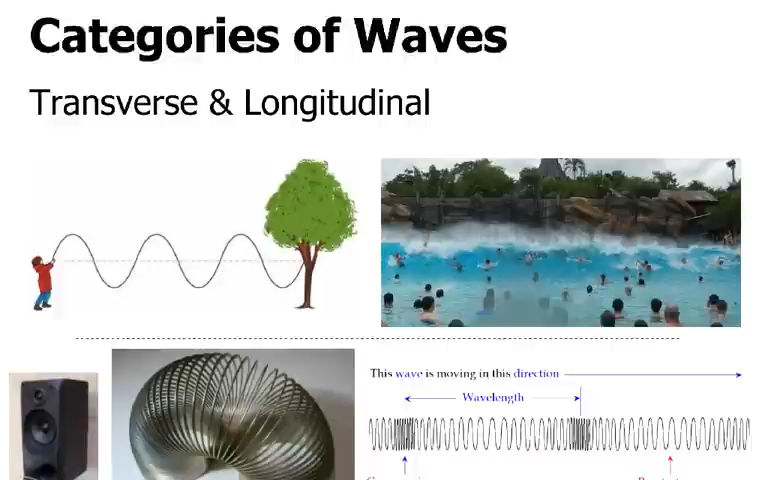 Categories of Waves
Transverse & Longitudinal
This wave is moving in this direction
Wavelength